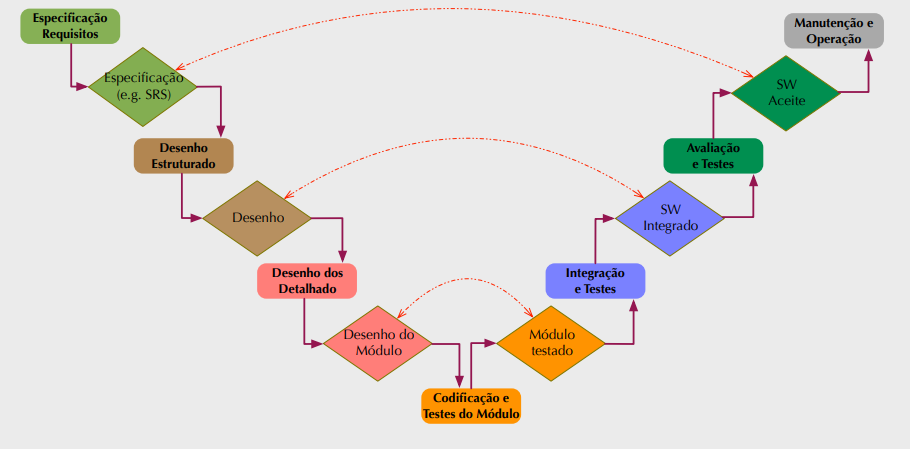 Especificação
Requisitos
Manutenção e
Operação
Especificação
(e.g. SRS)
SW
Aceite
Desenho
Estruturado
Avaliação
e Testes
Desenho
SW
Integrado
Desenho dos
Detalhado
Integração
e Testes
Desenho do
Módulo
Módulo
testado
Codificação e
Testes do Módulo